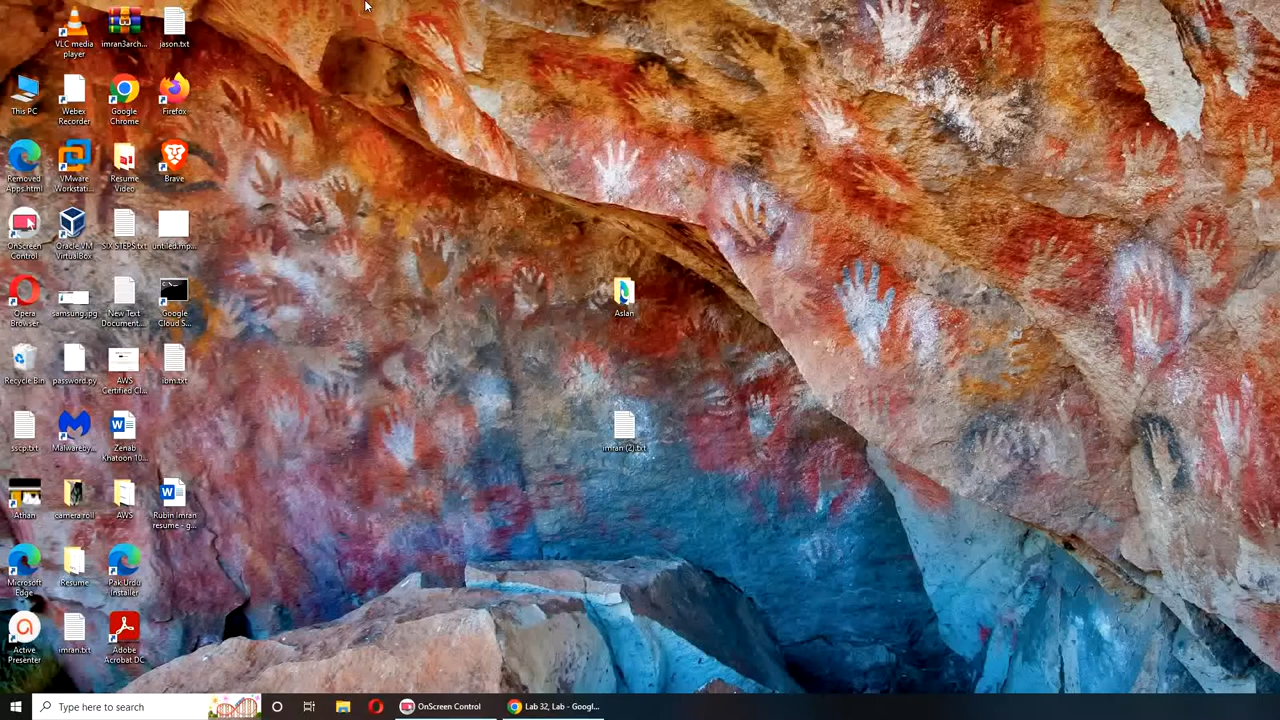 VLC media
player
imran3arch...
jason.txt
This PC
Webex
Recorder
Google
Chrome
Firefox
Removed
Apps.html
VMware
Workstati...
Resume
Video
Brave
OnScreen
Control
Oracle VM
VirtualBox
SIX STEPS.txt
untiled.mp...
Opera
Browser
samsung.jpg
New Text
Document...
Google
Cloud S...
Aslan
Recycle Bin
password.py
AWS
Certified Cl...
ibm.txt
sscp.txt
Malwareby...
Zenab
Khatoon 10...
imran (2).txt
Athan
camera roll
AWS
Rubin Imran
resume - g...
Microsoft
Edge
Resume
Pak Urdu
Installer
Active
Presenter
imran.txt
Adobe
Acrobat DC
Type here to search
OnScreen Control
Lab 32, Lab - Googl...